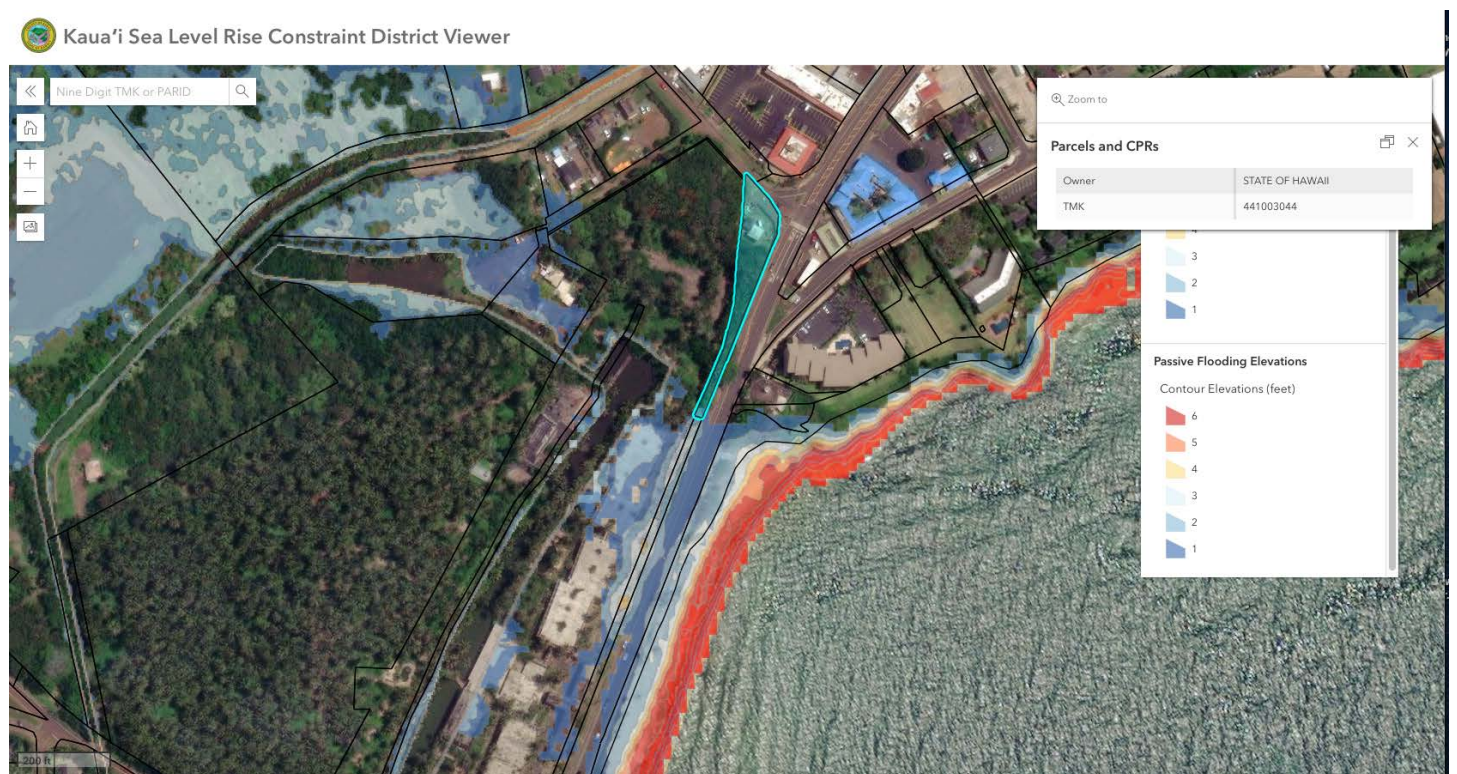 Kauaʻi Sea Level Rise Constraint District Viewer
Nine Digit TMK or PARID
Zoom to
Parcels and CPRs
Owner STATE OF HAWAII
TMK 441003044
4
3
2
1
Passive Flooding Elevations
Contour Elevations (feet)
6
5
4
3
2
1
200 ft